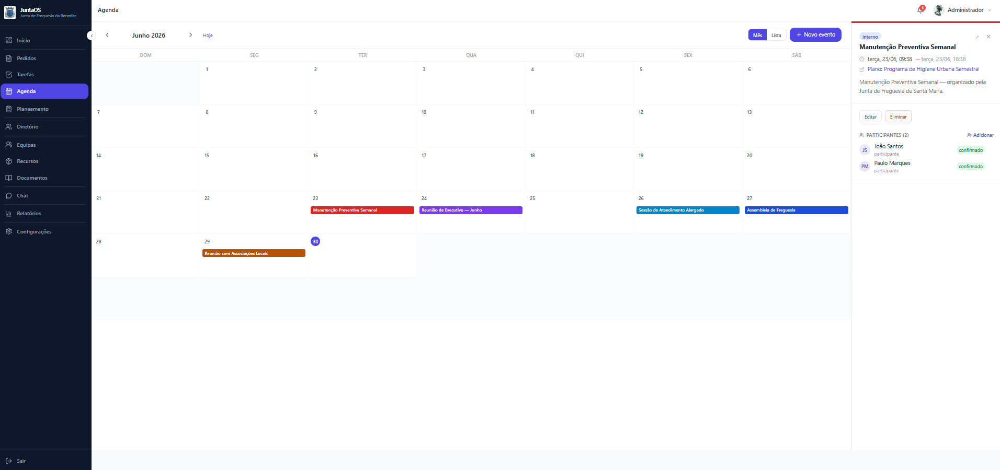 JuntaOS
Junta de Freguesia da Benedita
Início
Pedidos
Tarefas
Agenda
Planeamento
Diretório
Equipas
Recursos
Documentos
Chat
Relatórios
Configurações
Sair
Agenda
1
Administrador
Junho 2026
Hoje
Mês
Lista
+ Novo evento
DOM SEG TER QUA QUI SEX SÁB
1 2 3 4 5 6
7 8 9 10 11 12 13
14 15 16 17 18 19 20
21 22 23 24 25 26 27
Manutenção Preventiva Semanal
Reunião de Executivo — Junho
Sessão de Atendimento Alargado
Assembleia de Freguesia
28 29 30
Reunião com Associações Locais
interno
Manutenção Preventiva Semanal
terça, 23/06, 09:38 → terça, 23/06, 18:38
Plano: Programa de Higiene Urbana Semestral
Manutenção Preventiva Semanal — organizado pela
Junta de Freguesia de Santa Maria.
Editar
Eliminar
PARTICIPANTES (2)
Adicionar
JS
João Santos
participante
confirmado
PM
Paulo Marques
participante
confirmado